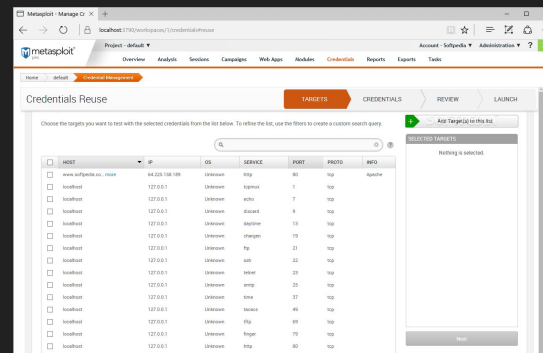 Metasploit - Manage Cr
localhost:3790/workspaces/1/credentials#reuse
metasploit
pro
Project - default ▼
Account - Softpedia ▼ Administration ▼ ?
Overview Analysis Sessions Campaigns Web Apps Modules Credentials Reports Exports Tasks
Home default Credential Management
Credentials Reuse
TARGETS CREDENTIALS REVIEW LAUNCH
Choose the targets you want to test with the selected credentials from the list below. To refine the list, use the filters to create a custom search query.
Add Target(s) to this list
SELECTED TARGETS
Nothing is selected.
HOST IP OS SERVICE PORT PROTO INFO
www.softpedia.co... more 64.225.158.189 Unknown http 80 tcp Apache
localhost 127.0.0.1 Unknown tcpmux 1 tcp
localhost 127.0.0.1 Unknown echo 7 tcp
localhost 127.0.0.1 Unknown discard 9 tcp
localhost 127.0.0.1 Unknown daytime 13 tcp
localhost 127.0.0.1 Unknown chargen 19 tcp
localhost 127.0.0.1 Unknown ftp 21 tcp
localhost 127.0.0.1 Unknown ssh 22 tcp
localhost 127.0.0.1 Unknown telnet 23 tcp
localhost 127.0.0.1 Unknown smtp 25 tcp
localhost 127.0.0.1 Unknown time 37 tcp
localhost 127.0.0.1 Unknown tacacs 49 tcp
localhost 127.0.0.1 Unknown tftp 69 tcp
localhost 127.0.0.1 Unknown finger 79 tcp
localhost 127.0.0.1 Unknown http 80 tcp
Next